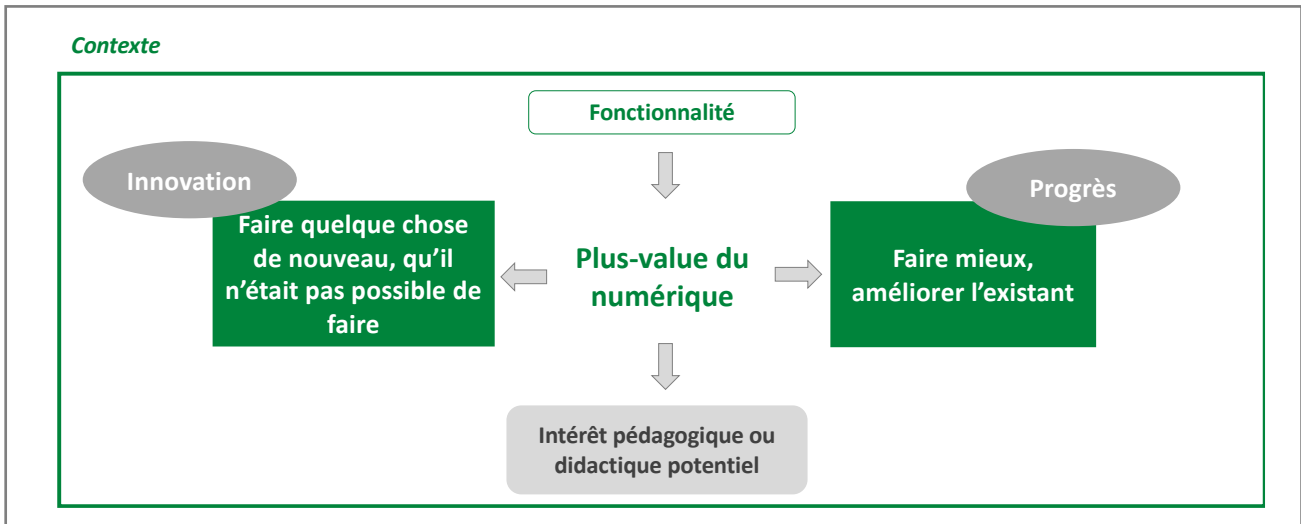 Contexte
Fonctionnalité
Innovation
Progrès
Faire quelque chose
de nouveau, qu’il
n’était pas possible de
faire
Plus-value du
numérique
Faire mieux,
améliorer l’existant
Intérêt pédagogique ou
didactique potentiel